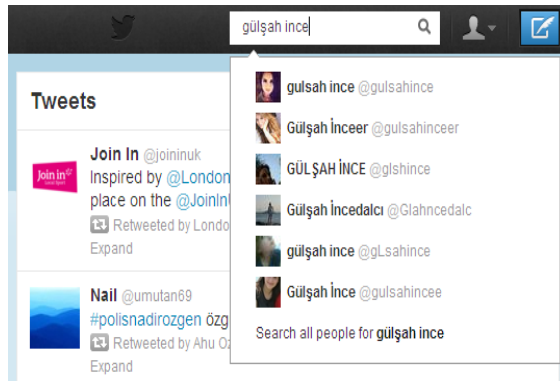 gülşah ince
gulsah ince @gulsahince
Gülşah İnceer @gulsahinceer
GÜLŞAH İNCE @glshince
Gülşah İncedalcı @Glahncedalc
gülşah ince @gLsahince
Gülşah İnce @gulsahincee
Search all people for gülşah ince
Tweets
Join in
Join In @joininuk
Inspired by @London
place on the @JoinIn
Retweeted by Londo
Expand
Nail @umutan69
#polisnadirozgen özg
Retweeted by Ahu Oz
Expand